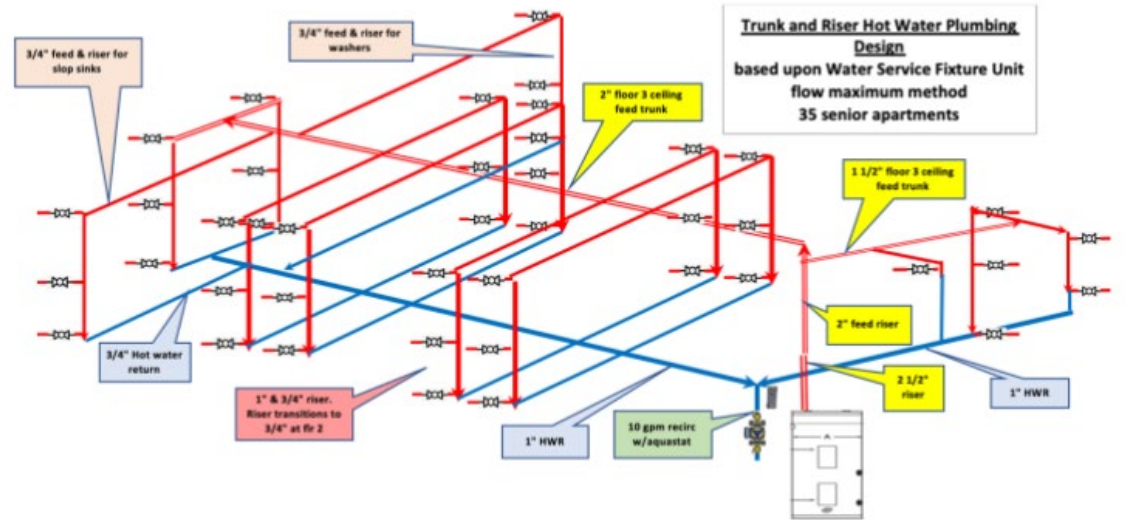 Trunk and Riser Hot Water Plumbing
Design
based upon Water Service Fixture Unit
flow maximum method
35 senior apartments
3/4" feed & riser for
slop sinks
3/4" feed & riser for
washers
2" floor 3 ceiling
feed trunk
1 1/2" floor 3 ceiling
feed trunk
2" feed riser
2 1/2"
riser
1" HWR
3/4" Hot water
return
1" & 3/4" riser.
Riser transitions to
3/4" at flr 2
1" HWR
10 gpm recirc
w/aquastat
A